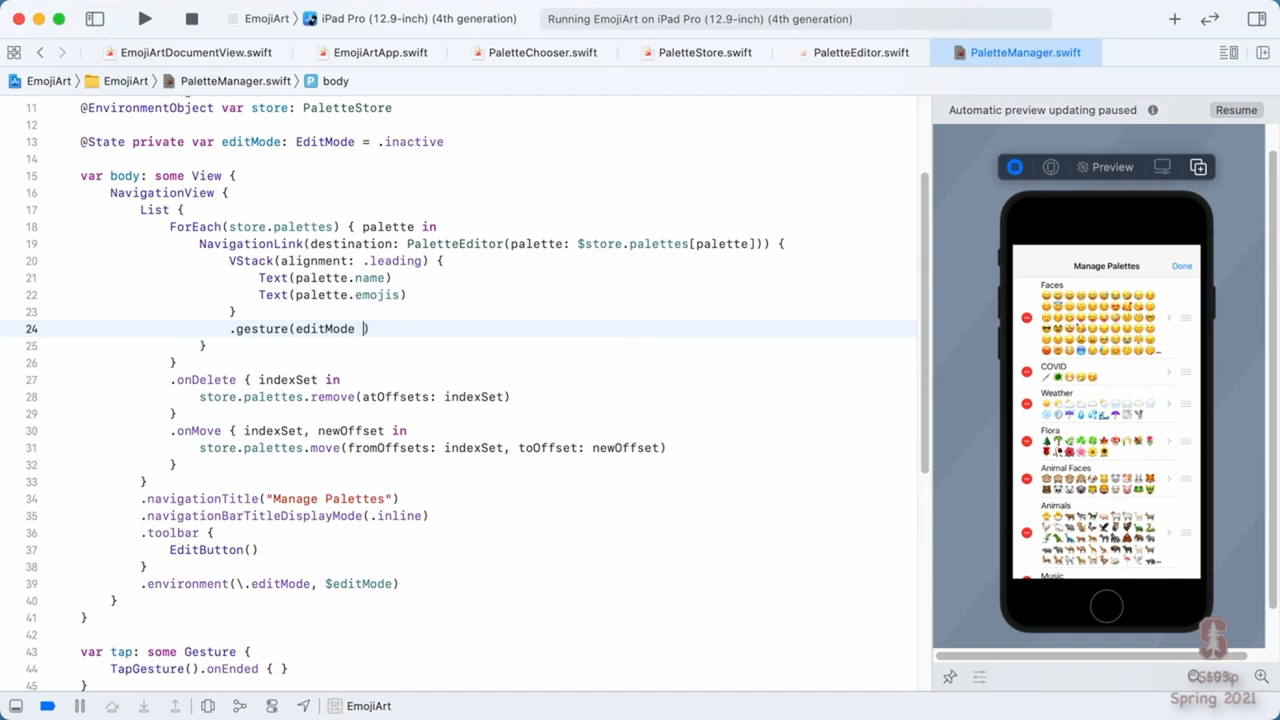 EmojiArt 〉 iPad Pro (12.9-inch) (4th generation)
Running EmojiArt on iPad Pro (12.9-inch) (4th generation)
EmojiArtDocumentView.swift
EmojiArtApp.swift
PaletteChooser.swift
PaletteStore.swift
PaletteEditor.swift
PaletteManager.swift
EmojiArt 〉 EmojiArt 〉 PaletteManager.swift 〉 P body
11 @EnvironmentObject var store: PaletteStore
12
13 @State private var editMode: EditMode = .inactive
14
15 var body: some View {
16 NavigationView {
17 List {
18 ForEach(store.palettes) { palette in
19 NavigationLink(destination: PaletteEditor(palette: $store.palettes[palette])) {
20 VStack(alignment: .leading) {
21 Text(palette.name)
22 Text(palette.emojis)
23 }
24 .gesture(editMode )
25 }
26 }
27 .onDelete { indexSet in
28 store.palettes.remove(atOffsets: indexSet)
29 }
30 .onMove { indexSet, newOffset in
31 store.palettes.move(fromOffsets: indexSet, toOffset: newOffset)
32 }
33 }
34 .navigationTitle("Manage Palettes")
35 .navigationBarTitleDisplayMode(.inline)
36 .toolbar {
37 EditButton()
38 }
39 .environment(\.editMode, $editMode)
40 }
41 }
42
43 var tap: some Gesture {
44 TapGesture().onEnded { }
45 }
Automatic preview updating paused
Resume
Preview
Manage Palettes
Done
Faces
COVID
Weather
Flora
Animal Faces
Animals
Music
EmojiArt
S
CS193p
Spring 2021